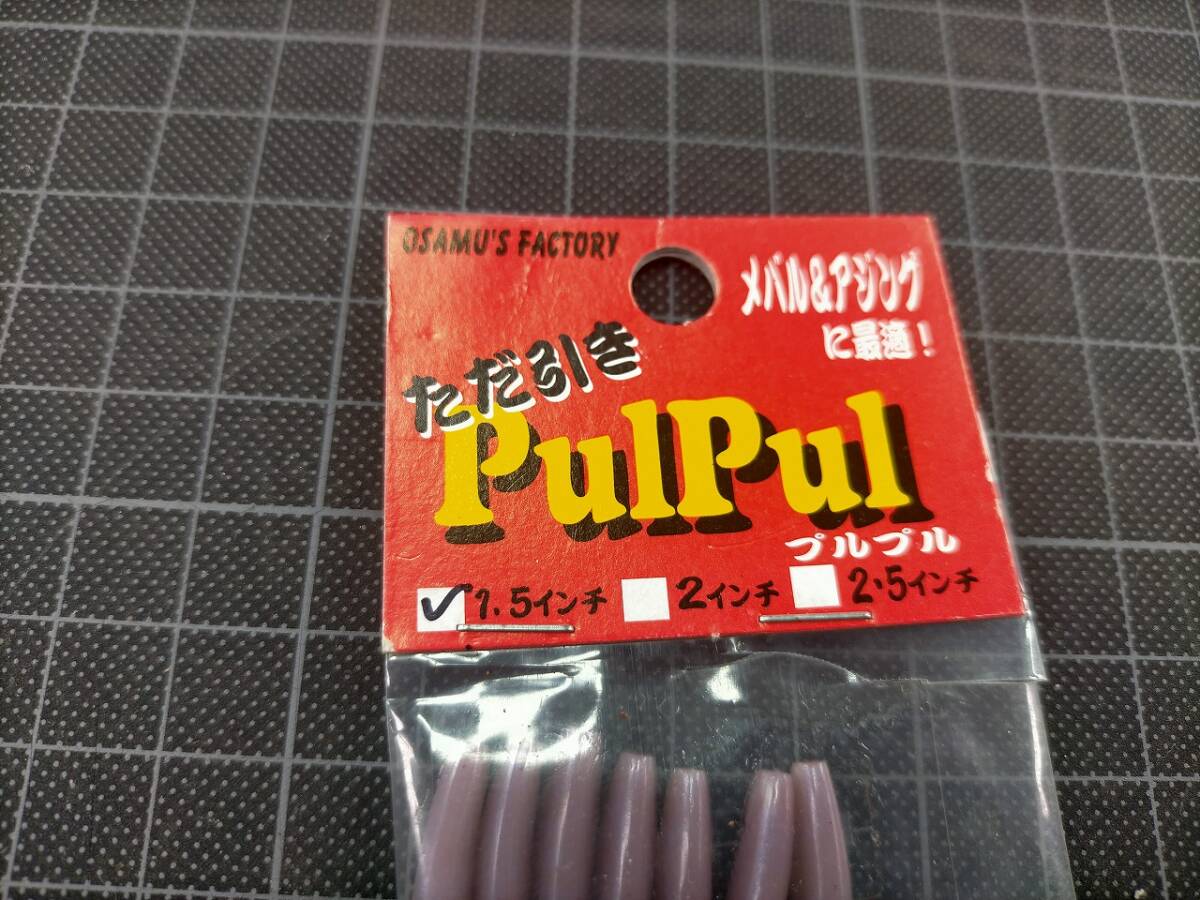 OSAMU'S FACTORY
メバル&アジング
に最適!
ただ引き
PulPul
プルプル
1.5インチ 2インチ 2・5インチ